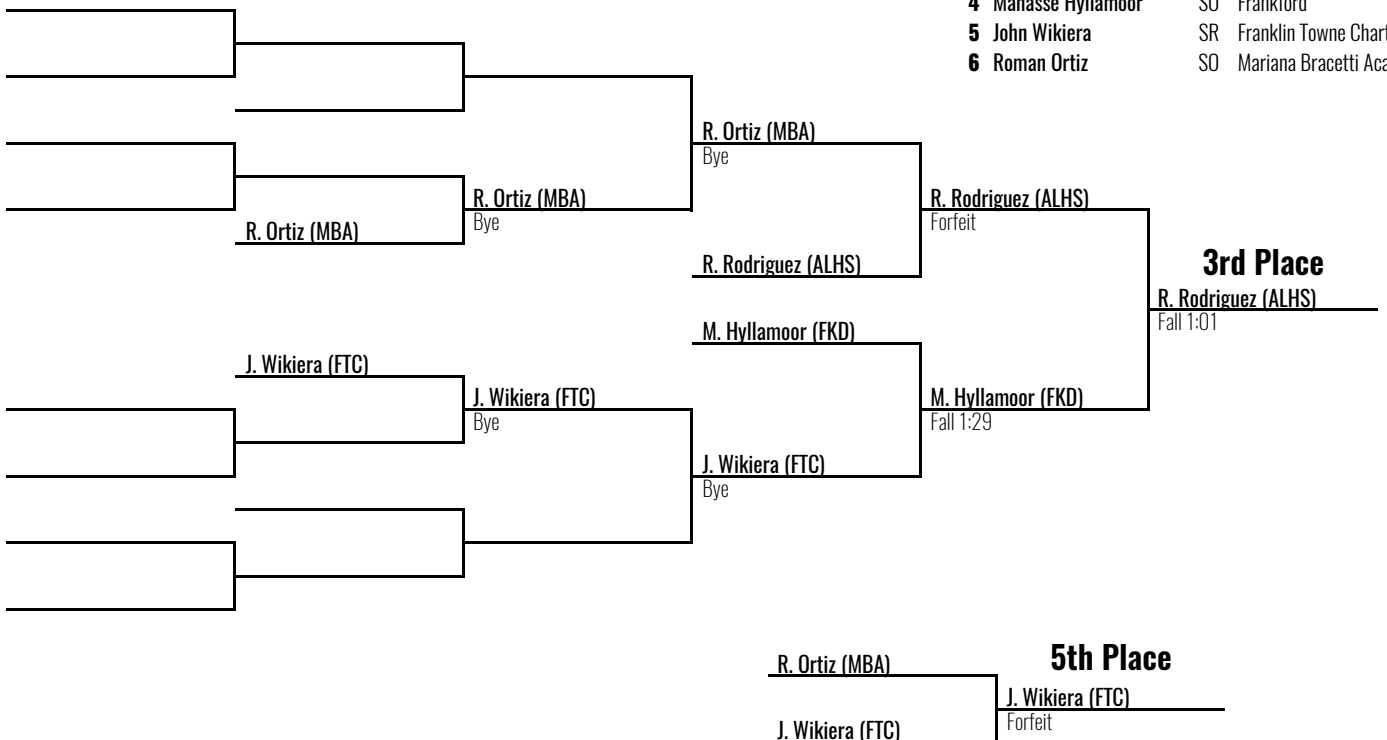 4 Manasse Hyllamoor SO Frankford
5 John Wikiera SR Franklin Towne Chart
6 Roman Ortiz SO Mariana Bracetti Aca
R. Ortiz (MBA)
Bye
R. Ortiz (MBA)
Bye
R. Rodriguez (ALHS)
Forfeit
R. Ortiz (MBA)
R. Rodriguez (ALHS)
3rd Place
R. Rodriguez (ALHS)
Fall 1:01
M. Hyllamoor (FKD)
J. Wikiera (FTC)
J. Wikiera (FTC)
Bye
M. Hyllamoor (FKD)
Fall 1:29
J. Wikiera (FTC)
Bye
R. Ortiz (MBA)
5th Place
J. Wikiera (FTC)
Forfeit
J. Wikiera (FTC)